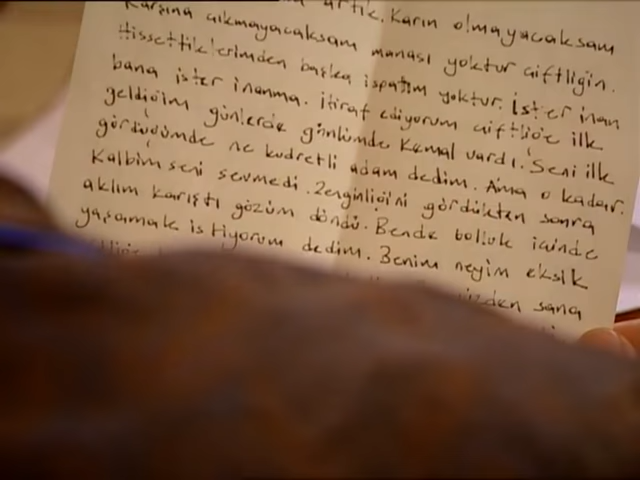 artık. Karın olmayacaksam
Karşına çıkmayacaksam manası yoktur çiftliğin.
Hissettiklerimden başka ispatım yoktur. İster inan
bana ister inanma. İtiraf ediyorum çiftliğe ilk
geldiğim günlerde gönlümde Kemal vardı. Seni ilk
gördüğümde ne kudretli adam dedim. Ama o kadar.
Kalbim seni sevmedi. Zenginliğini gördükten sonra
aklım karıştı gözüm döndü. Bende bolluk içinde
yaşamak istiyorum dedim. Benim neyim eksik
sana